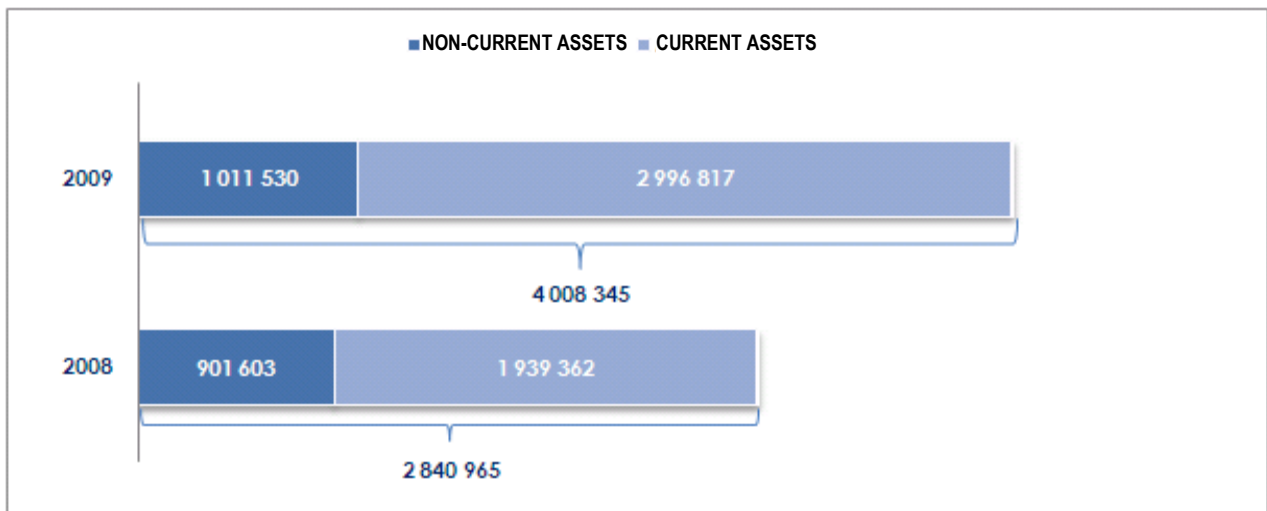 NON-CURRENT ASSETS CURRENT ASSETS
2009 1 011 530 2 996 817
4 008 345
2008 901 603 1 939 362
2 840 965